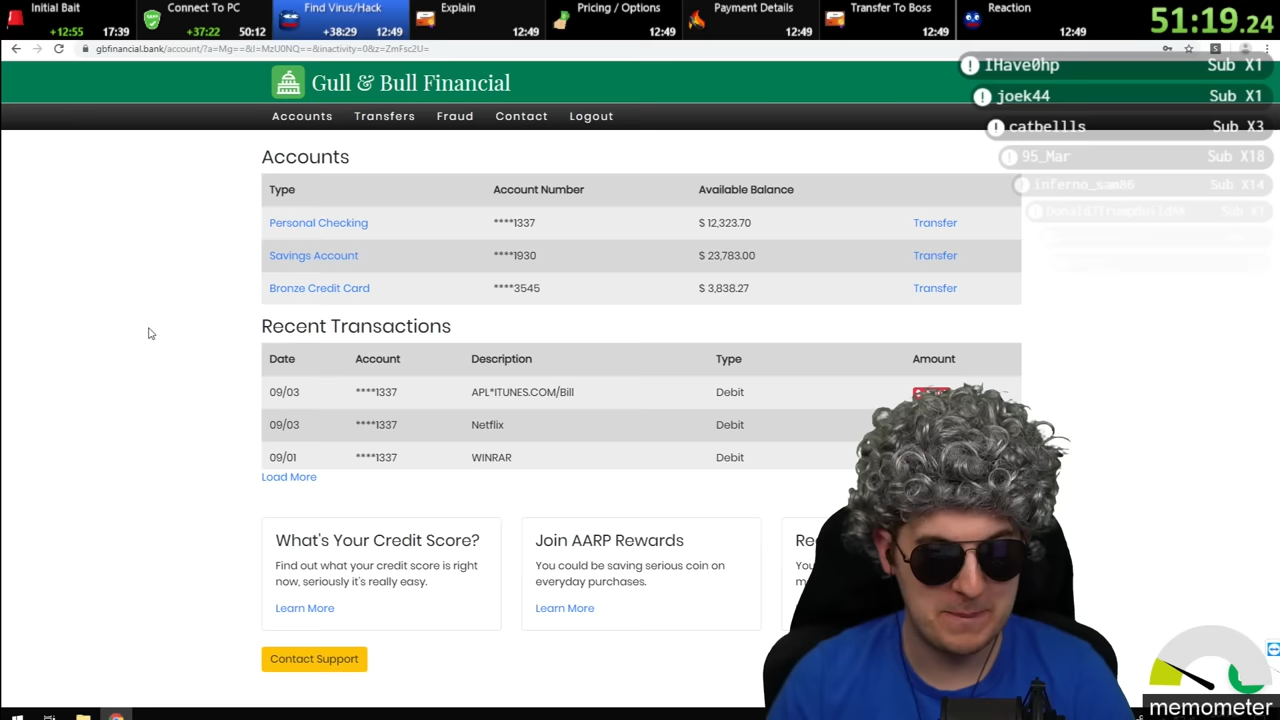 Initial Bait
+12:55 17:39
Connect To PC
+37:22 50:12
Find Virus/Hack
+38:29 12:49
Explain
12:49
Pricing / Options
12:49
Payment Details
12:49
Transfer To Boss
12:49
Reaction
12:49
51:19.24
gbfinancial.bank/account/?a=Mg==&l=MzU0NQ==&inactivity=0&z=ZmFsc2U=
IHave0hp Sub X1
joek44 Sub X1
catbellls Sub X3
95_Mar Sub X18
inferno_sam86 Sub X14
Gull & Bull Financial
Accounts Transfers Fraud Contact Logout
Accounts
Type Account Number Available Balance
Personal Checking ****1337 $ 12,323.70 Transfer
Savings Account ****1930 $ 23,783.00 Transfer
Bronze Credit Card ****3545 $ 3,838.27 Transfer
Recent Transactions
Date Account Description Type Amount
09/03 ****1337 APL*ITUNES.COM/Bill Debit
09/03 ****1337 Netflix Debit
09/01 ****1337 WINRAR Debit
Load More
What's Your Credit Score?
Find out what your credit score is right
now, seriously it's really easy.
Learn More
Join AARP Rewards
You could be saving serious coin on
everyday purchases.
Learn More
Contact Support
memometer